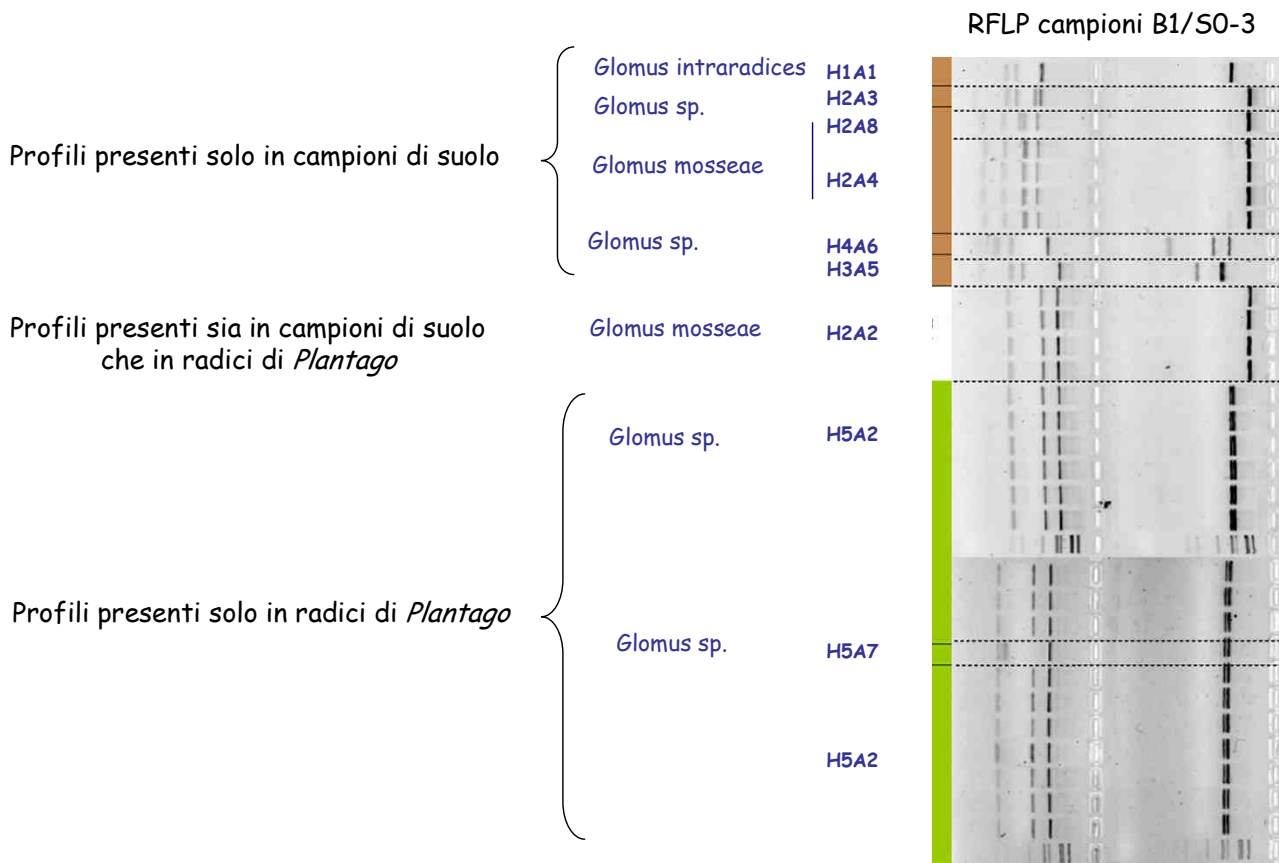 RFLP campioni B1/S0-3
Glomus intraradices H1A1
Glomus sp. H2A3
H2A8
Profili presenti solo in campioni di suolo
Glomus mosseae
H2A4
Glomus sp. H4A6
H3A5
Profili presenti sia in campioni di suolo
che in radici di Plantago
Glomus mosseae H2A2
Glomus sp. H5A2
Profili presenti solo in radici di Plantago
Glomus sp. H5A7
H5A2